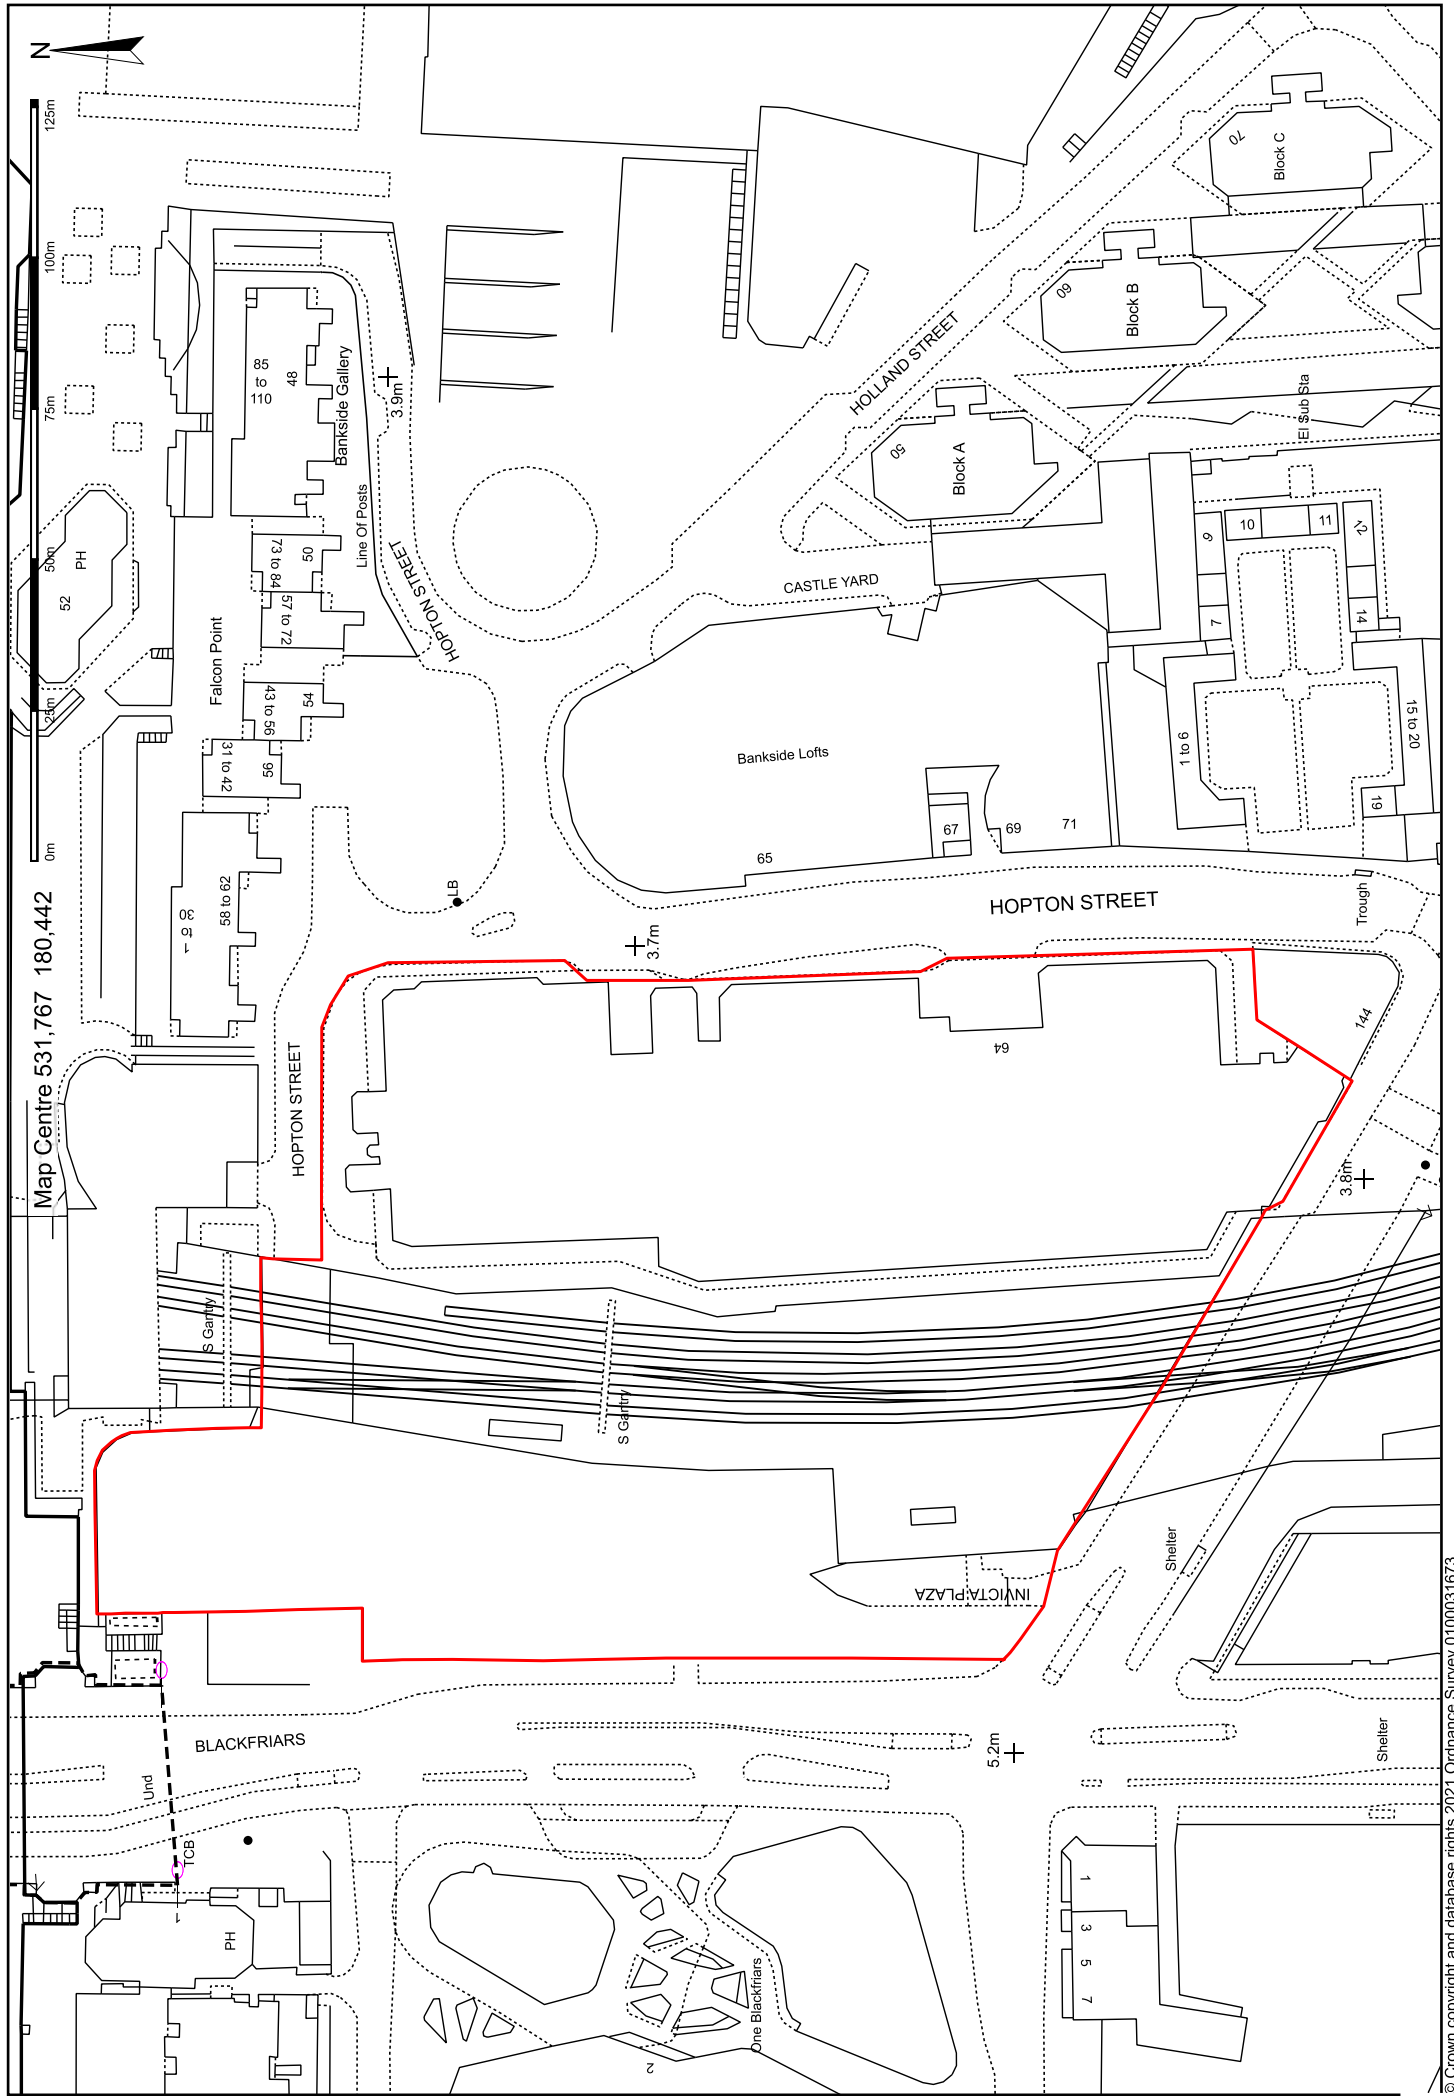 N
0m
25m
50m
75m
100m
125m
Map Centre 531,767 180,442
52
PH
Falcon Point
85
to
110
48
Bankside Gallery
Line Of Posts
3.9m
HOPTON STREET
73 to 84
50
57 to 72
43 to 56
54
31 to 42
56
58 to 62
1
to
30
HOPTON STREET
LB
3.7m
HOLLAND STREET
Block A
50
Block B
60
Block C
70
El Sub Sta
CASTLE YARD
Bankside Lofts
65
67
69
71
9
10
11
12
7
14
1 to 6
15 to 20
19
HOPTON STREET
Trough
144
64
3.8m
S Gantry
S Gantry
INVICTA PLAZA
Shelter
Shelter
BLACKFRIARS
Und
TCB
5.2m
1
PH
One Blackfriars
2
1
3
5
7
© Crown copyright and database rights 2021 Ordnance Survey 0100031673